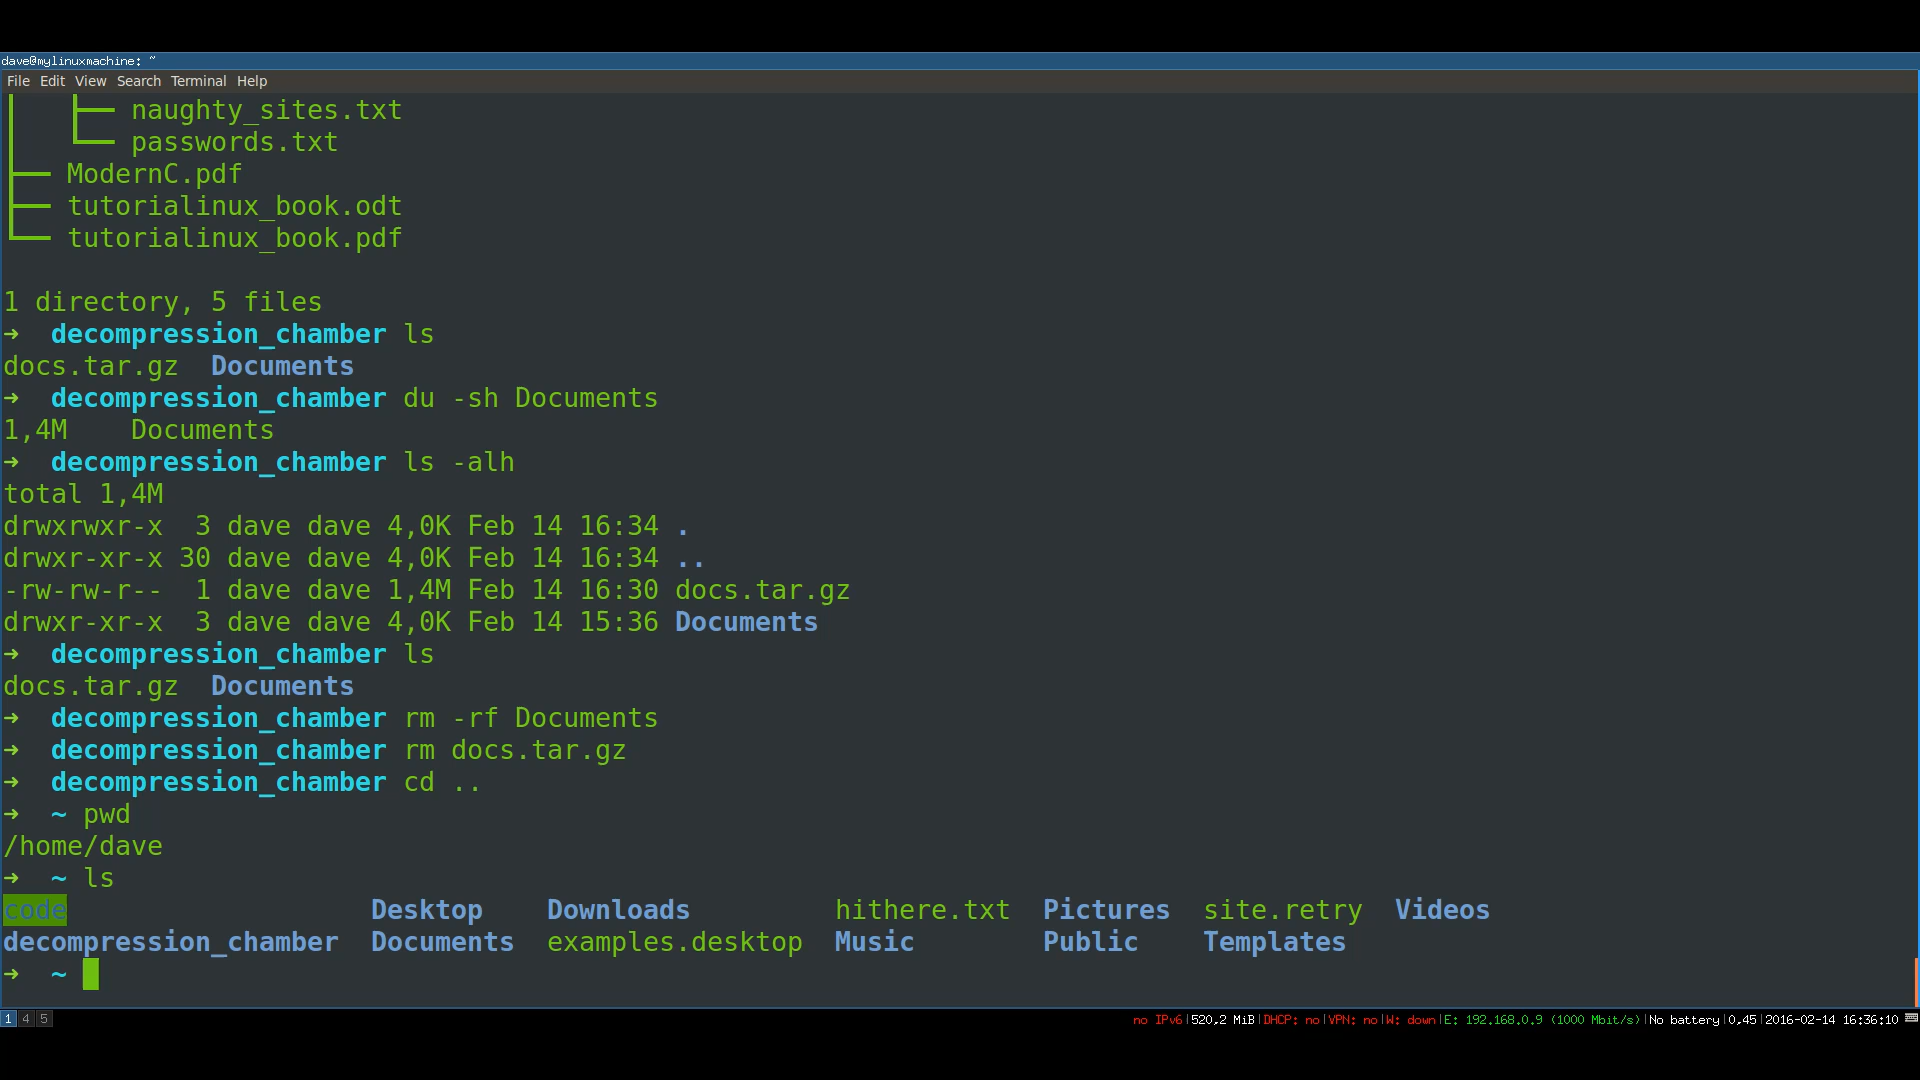 dave@mylinuxmachine: ~
File Edit View Search Terminal Help
│   ├── naughty_sites.txt
│   └── passwords.txt
├── ModernC.pdf
├── tutorialinux_book.odt
└── tutorialinux_book.pdf
1 directory, 5 files
➜  decompression_chamber ls
docs.tar.gz  Documents
➜  decompression_chamber du -sh Documents
1,4M    Documents
➜  decompression_chamber ls -alh
total 1,4M
drwxrwxr-x  3 dave dave 4,0K Feb 14 16:34 .
drwxr-xr-x 30 dave dave 4,0K Feb 14 16:34 ..
-rw-rw-r--  1 dave dave 1,4M Feb 14 16:30 docs.tar.gz
drwxr-xr-x  3 dave dave 4,0K Feb 14 15:36 Documents
➜  decompression_chamber ls
docs.tar.gz  Documents
➜  decompression_chamber rm -rf Documents
➜  decompression_chamber rm docs.tar.gz
➜  decompression_chamber cd ..
➜  ~ pwd
/home/dave
➜  ~ ls
code                   Desktop    Downloads         hithere.txt  Pictures  site.retry  Videos
decompression_chamber  Documents  examples.desktop  Music        Public    Templates
➜  ~
1 4 5 no IPv6|520,2 MiB|DHCP: no|VPN: no|W: down|E: 192.168.0.9 (1000 Mbit/s)|No battery|0,45|2016-02-14 16:36:10